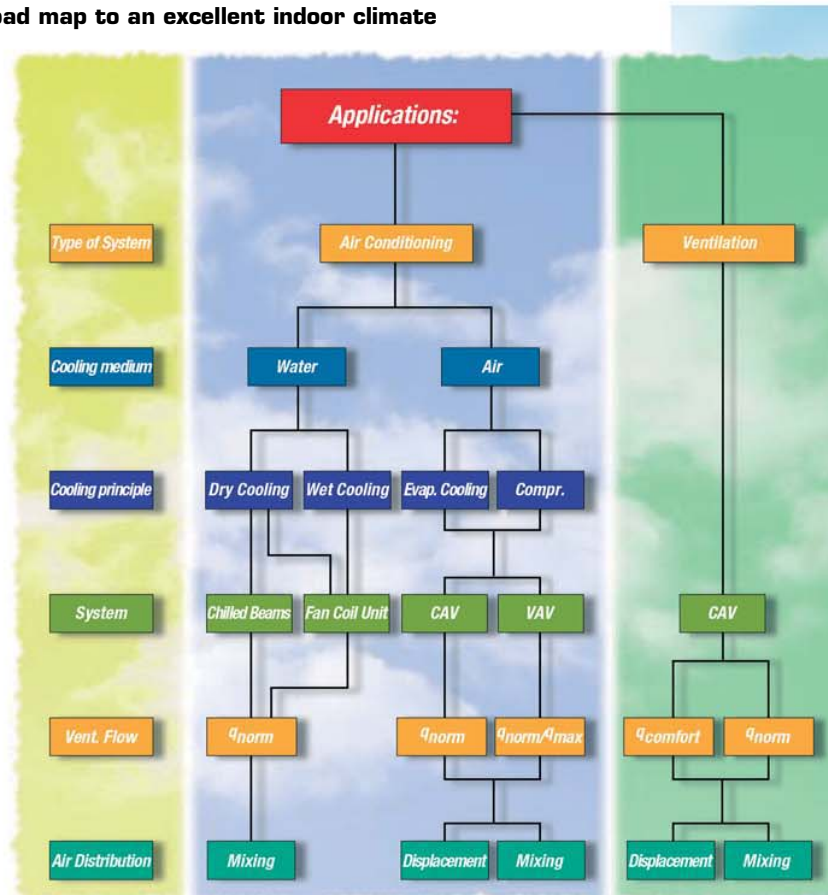 map to an excellent indoor climate
Applications:
Type of System
Air Conditioning
Ventilation
Cooling medium
Water
Air
Cooling principle
Dry Cooling
Wet Cooling
Evap. Cooling
Compr.
System
Chilled Beams
Fan Coil Unit
CAV
VAV
CAV
Vent. Flow
qnorm
qnorm
qnorm/qmax
qcomfort
qnorm
Air Distribution
Mixing
Displacement
Mixing
Displacement
Mixing